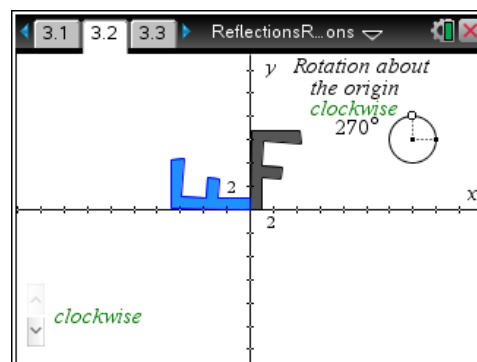 3.1 3.2 3.3 ReflectionsR...ons
y Rotation about
the origin
clockwise
270°
2
x
2
clockwise